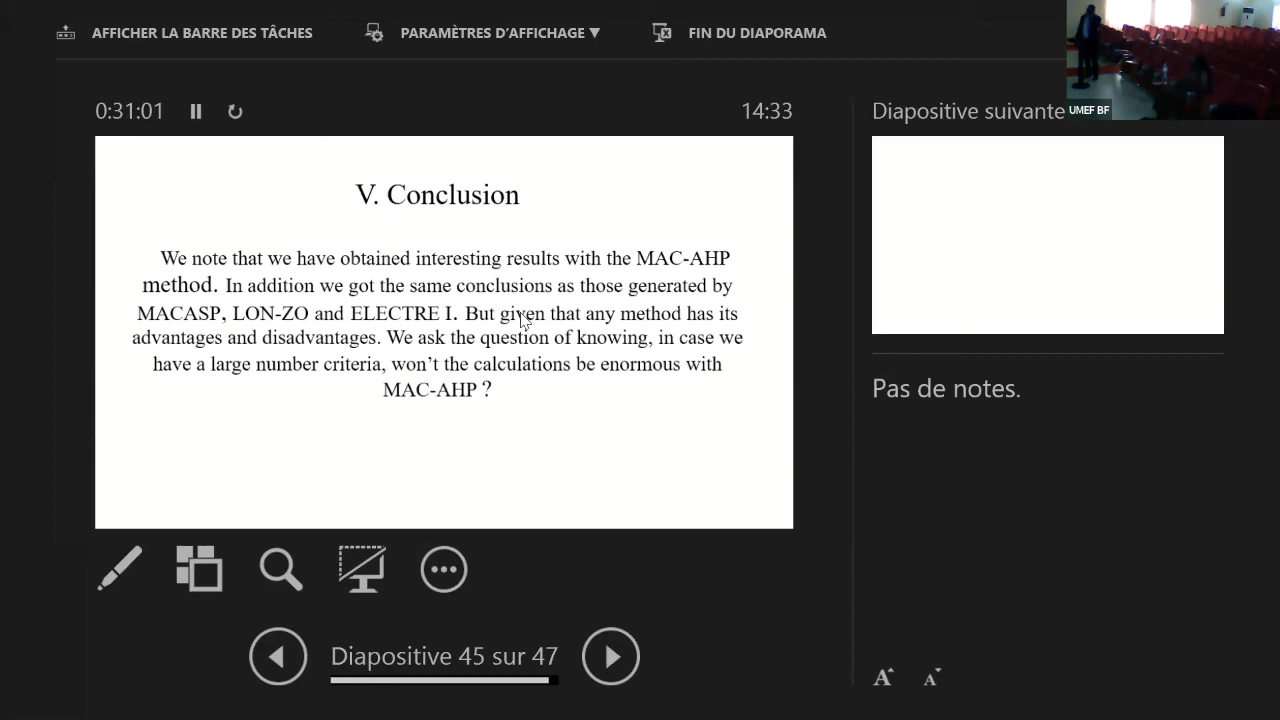 AFFICHER LA BARRE DES TÂCHES PARAMÈTRES D'AFFICHAGE ▼ FIN DU DIAPORAMA
UMEF BF
0:31:01 14:33 Diapositive suivante
V. Conclusion
We note that we have obtained interesting results with the MAC-AHP
method. In addition we got the same conclusions as those generated by
MACASP, LON-ZO and ELECTRE I. But given that any method has its
advantages and disadvantages. We ask the question of knowing, in case we
have a large number criteria, won't the calculations be enormous with
MAC-AHP ?
Pas de notes.
Diapositive 45 sur 47
A A